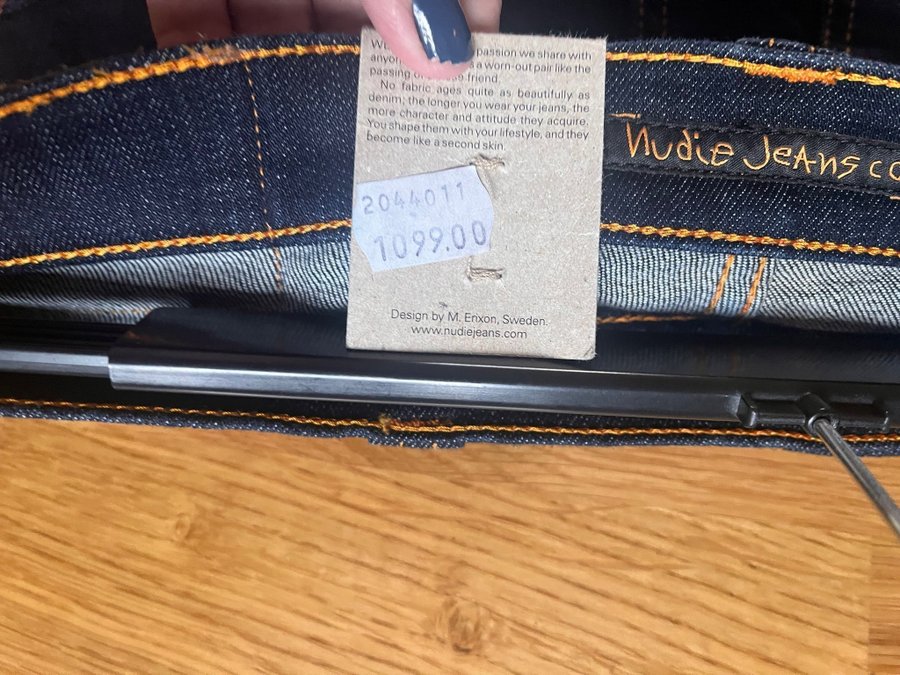 passion we share with
a worn-out pair like the
passing friend.
No fabric ages quite as beautifully as
denim; the longer you wear your jeans, the
more character and attitude they acquire.
You shape them with your lifestyle, and they
become like a second skin.
2044011
1099.00
Design by M. Erixon, Sweden.
www.nudiejeans.com
Nudie Jeans co